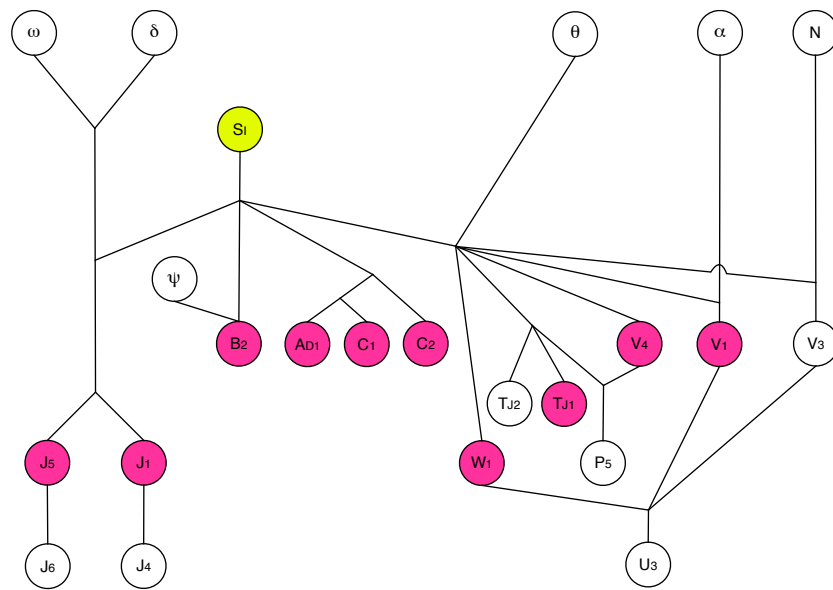 ω δ θ α N
SI
ψ
B2 AD1 C1 C2 V4 V1 V3
TJ2 TJ1
J5 J1 W1 P5
J6 J4 U3